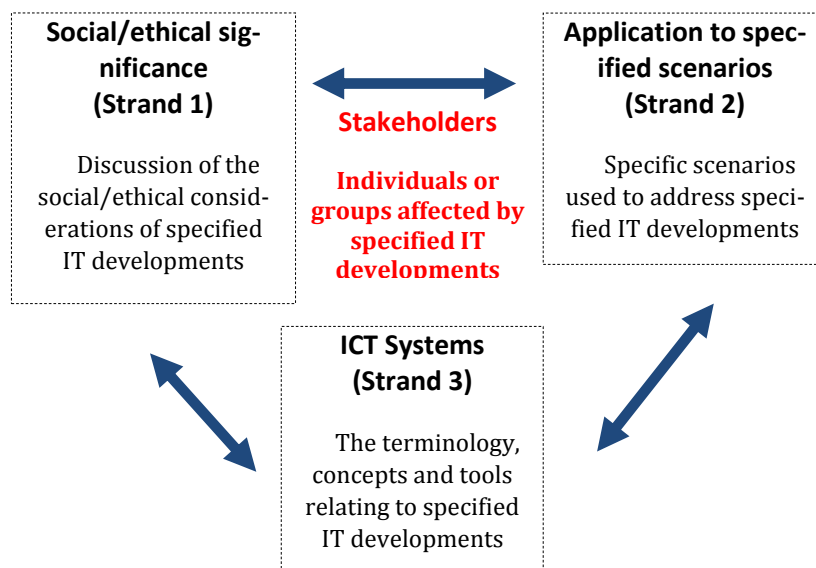 Social/ethical sig-
nificance
(Strand 1)
Discussion of the
social/ethical consid-
erations of specified
IT developments
Stakeholders
Individuals or
groups affected by
specified IT
developments
Application to spec-
ified scenarios
(Strand 2)
Specific scenarios
used to address speci-
fied IT developments
ICT Systems
(Strand 3)
The terminology,
concepts and tools
relating to specified
IT developments